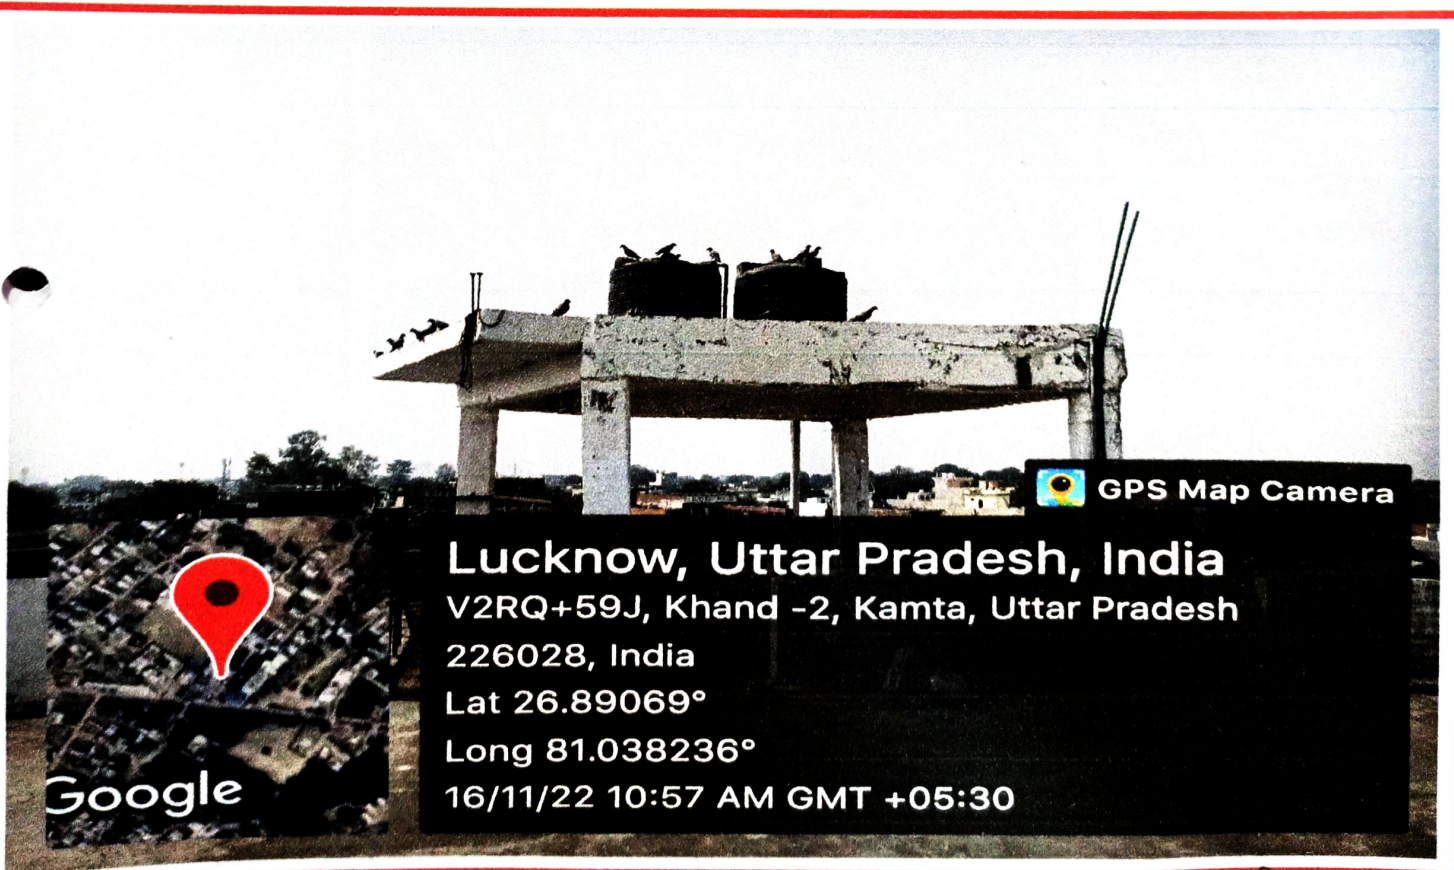 GPS Map Camera
Lucknow, Uttar Pradesh, India
V2RQ+59J, Khand -2, Kamta, Uttar Pradesh
226028, India
Lat 26.89069°
Long 81.038236°
16/11/22 10:57 AM GMT +05:30
Google